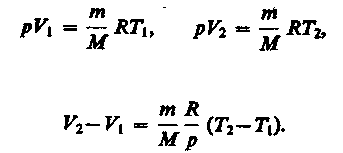 pV₁ = m/M RT₁, pV₂ = m/M RT₂,
V₂ − V₁ = m/M R/p (T₂ − T₁).